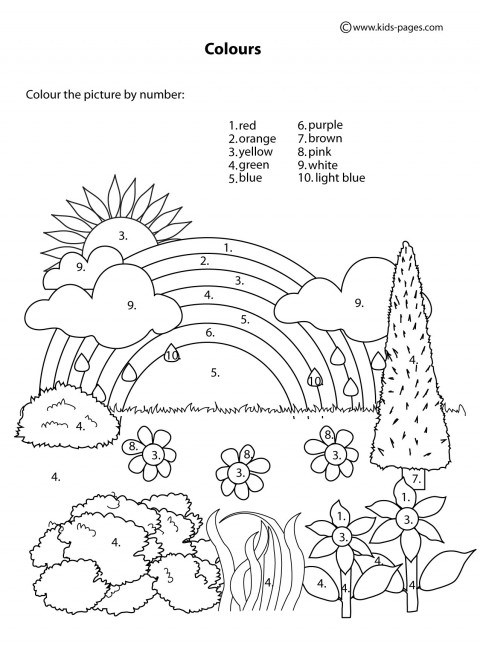 ©www.kids-pages.com
Colours
Colour the picture by number:
1. red
2. orange
3. yellow
4. green
5. blue
6. purple
7. brown
8. pink
9. white
10. light blue
3.
1.
9.
2.
3.
9.
9.
4.
5.
6.
10
4.
5.
10
4.
8.
8.
8
3.
3.
3.
4.
7.
1.
1.
3.
3.
4.
4.
4
4.
4.
4